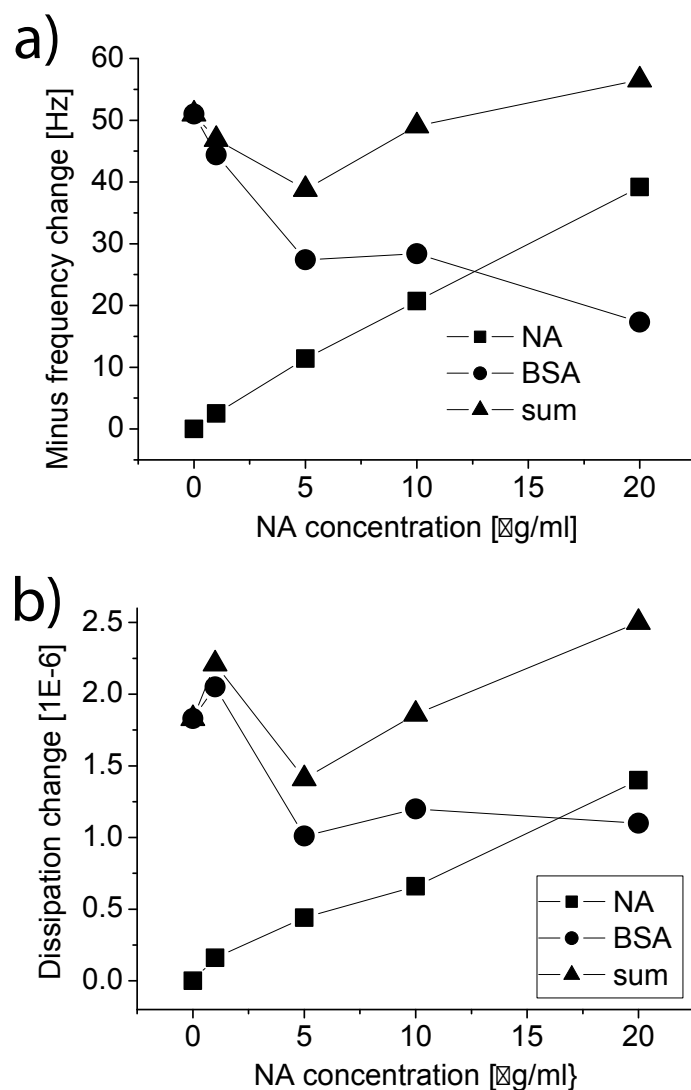 a)
60
50
40
30
20
10
0
Minus frequency change [Hz]
NA
BSA
sum
0 5 10 15 20
NA concentration [�g/ml]
b)
2.5
2.0
1.5
1.0
0.5
0.0
Dissipation change [1E-6]
NA
BSA
sum
0 5 10 15 20
NA concentration [�g/ml}